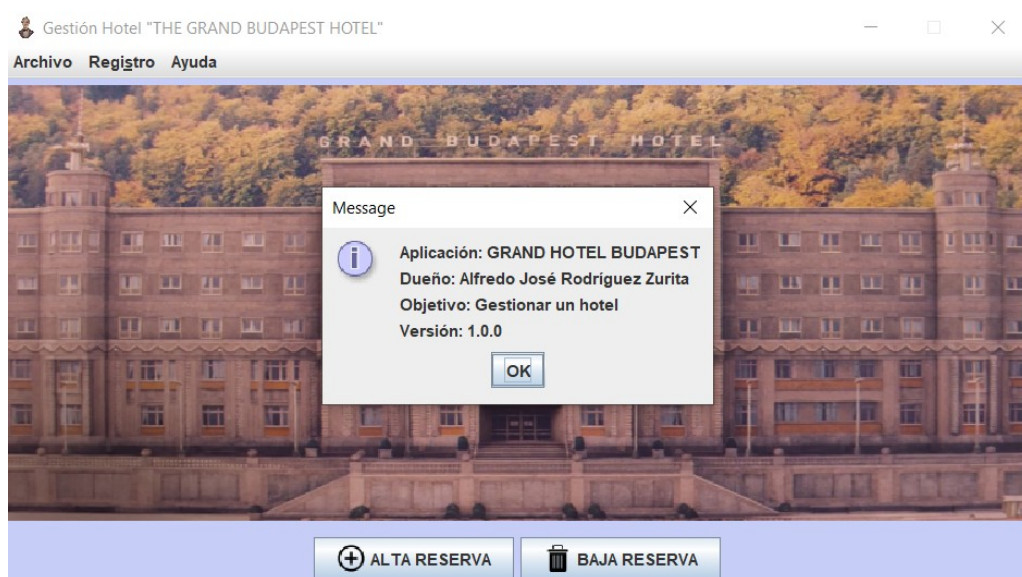 Gestión Hotel "THE GRAND BUDAPEST HOTEL"
Archivo Registro Ayuda
GRAND BUDAPEST HOTEL
Message
Aplicación: GRAND HOTEL BUDAPEST
Dueño: Alfredo José Rodríguez Zurita
Objetivo: Gestionar un hotel
Versión: 1.0.0
OK
ALTA RESERVA BAJA RESERVA